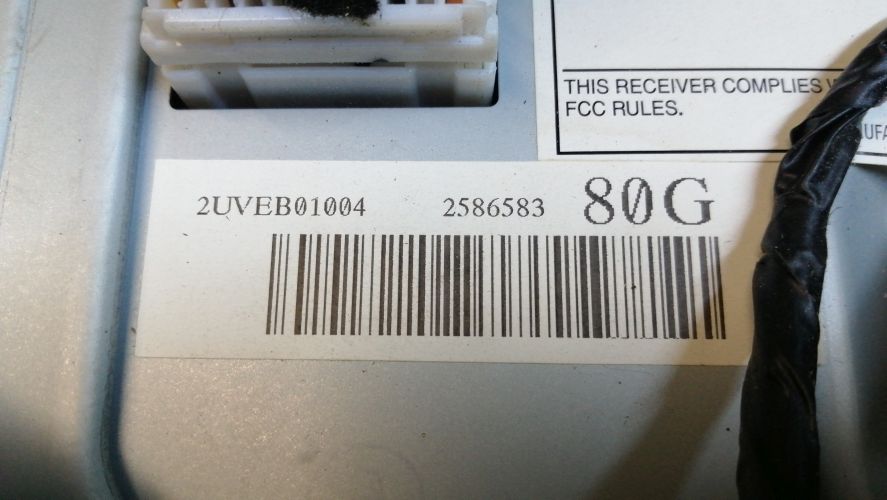 THIS RECEIVER COMPLIES
FCC RULES.
2UVEB01004 2586583 80G